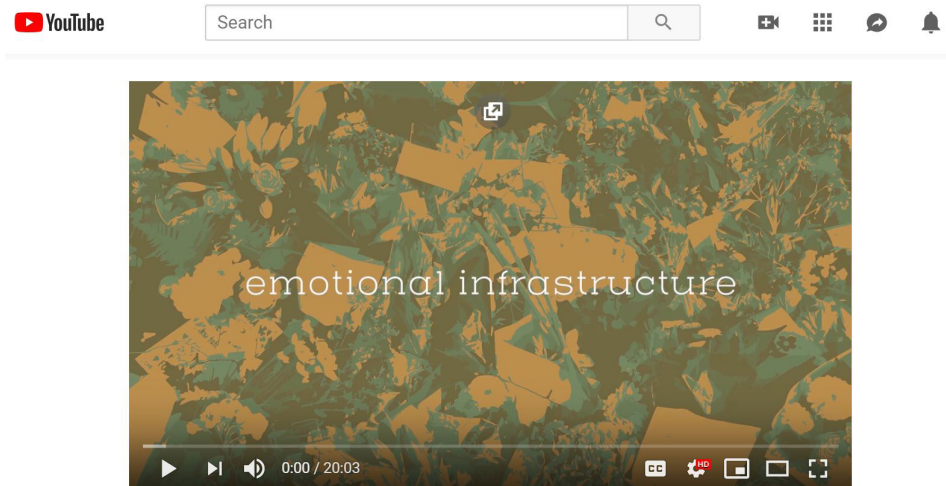 YouTube
Search
emotional infrastructure
0:00 / 20:03
CC
HD